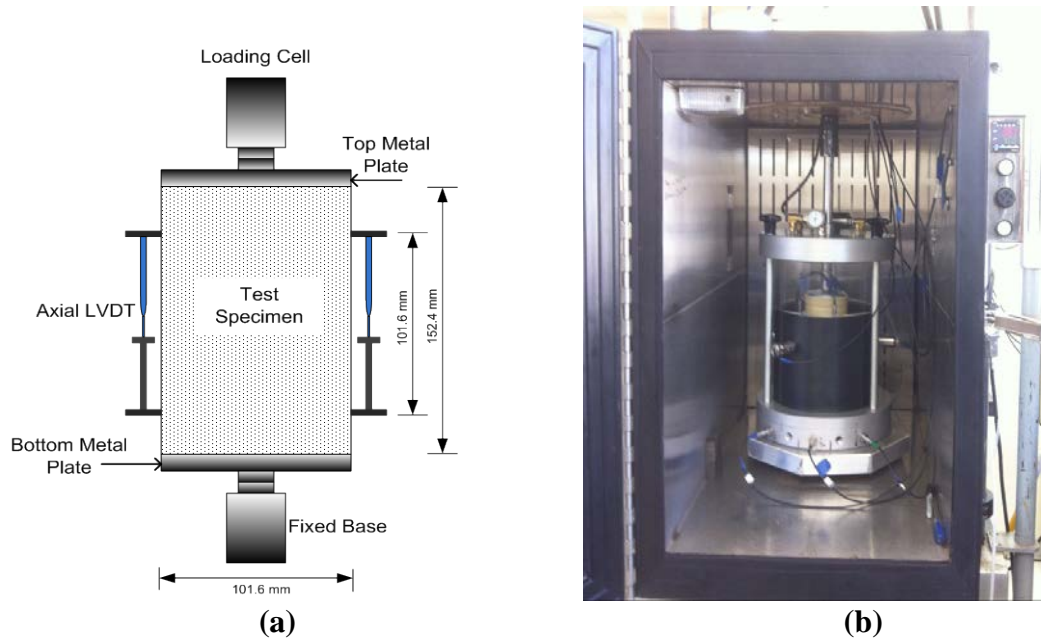 Loading Cell
Top Metal
Plate
Axial LVDT
Test
Specimen
101.6 mm
152.4 mm
Bottom Metal
Plate
Fixed Base
101.6 mm
(a)
(b)